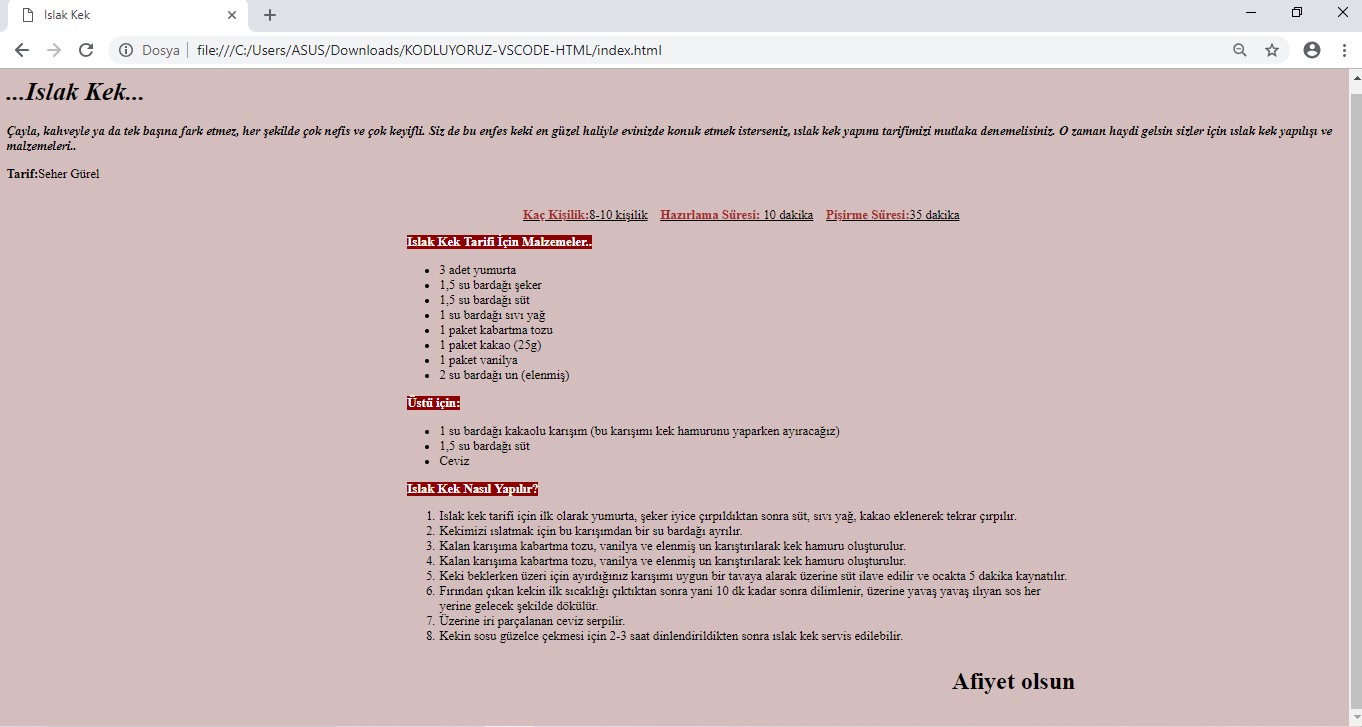 Islak Kek
Dosya | file:///C:/Users/ASUS/Downloads/KODLUYORUZ-VSCODE-HTML/index.html
...Islak Kek...
Çayla, kahveyle ya da tek başına fark etmez, her şekilde çok nefis ve çok keyifli. Siz de bu enfes keki en güzel haliyle evinizde konuk etmek isterseniz, ıslak kek yapımı tarifimizi mutlaka denemelisiniz. O zaman haydi gelsin sizler için ıslak kek yapılışı ve
malzemeleri..
Tarif:Seher Gürel
Kaç Kişilik:8-10 kişilik Hazırlama Süresi: 10 dakika Pişirme Süresi:35 dakika
Islak Kek Tarifi İçin Malzemeler..
• 3 adet yumurta
• 1,5 su bardağı şeker
• 1,5 su bardağı süt
• 1 su bardağı sıvı yağ
• 1 paket kabartma tozu
• 1 paket kakao (25g)
• 1 paket vanilya
• 2 su bardağı un (elenmiş)
Üstü için:
• 1 su bardağı kakaolu karışım (bu karışımı kek hamurunu yaparken ayıracağız)
• 1,5 su bardağı süt
• Ceviz
Islak Kek Nasıl Yapılır?
1. Islak kek tarifi için ilk olarak yumurta, şeker iyice çırpıldıktan sonra süt, sıvı yağ, kakao eklenerek tekrar çırpılır.
2. Kekimizi ıslatmak için bu karışımdan bir su bardağı ayrılır.
3. Kalan karışıma kabartma tozu, vanilya ve elenmiş un karıştırılarak kek hamuru oluşturulur.
4. Kalan karışıma kabartma tozu, vanilya ve elenmiş un karıştırılarak kek hamuru oluşturulur.
5. Keki beklerken üzeri için ayırdığınız karışımı uygun bir tavaya alarak üzerine süt ilave edilir ve ocakta 5 dakika kaynatılır.
6. Fırından çıkan kekin ilk sıcaklığı çıktıktan sonra yani 10 dk kadar sonra dilimlenir, üzerine yavaş yavaş ılıyan sos her
yerine gelecek şekilde dökülür.
7. Üzerine iri parçalanan ceviz serpilir.
8. Kekin sosu güzelce çekmesi için 2-3 saat dinlendirildikten sonra ıslak kek servis edilebilir.
Afiyet olsun